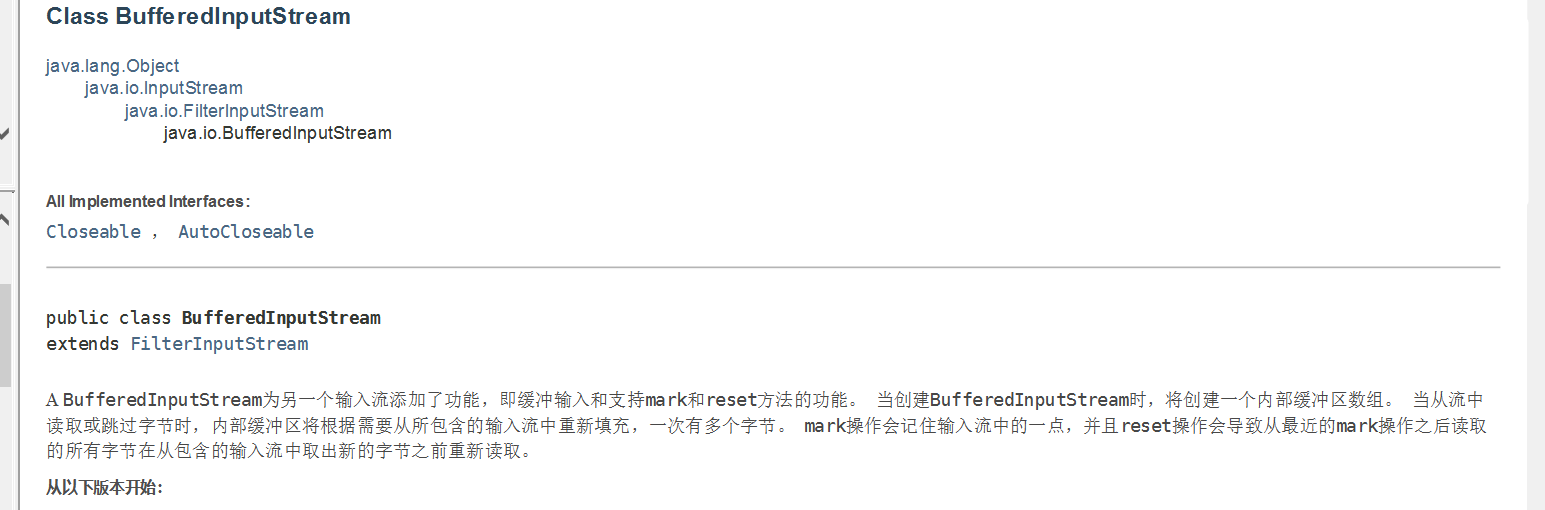 Class BufferedInputStream
java.lang.Object
java.io.InputStream
java.io.FilterInputStream
java.io.BufferedInputStream
All Implemented Interfaces:
Closeable ， AutoCloseable
public class BufferedInputStream
extends FilterInputStream
A BufferedInputStream为另一个输入流添加了功能，即缓冲输入和支持mark和reset方法的功能。 当创建BufferedInputStream时，将创建一个内部缓冲区数组。 当从流中
读取或跳过字节时，内部缓冲区将根据需要从所包含的输入流中重新填充，一次有多个字节。 mark操作会记住输入流中的一点，并且reset操作会导致从最近的mark操作之后读取
的所有字节在从包含的输入流中取出新的字节之前重新读取。
从以下版本开始：